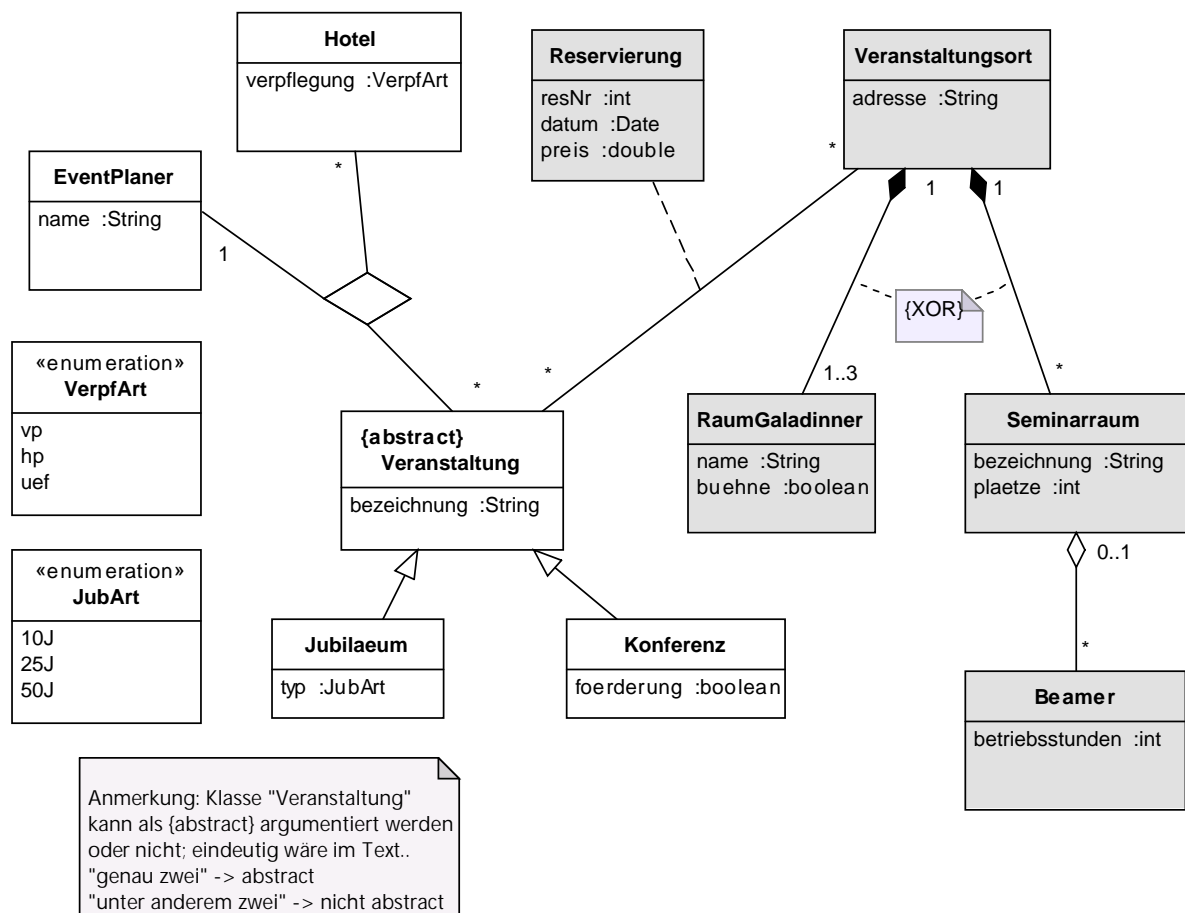 Hotel
verpflegung :VerpfArt
Reservierung
resNr :int
datum :Date
preis :double
Veranstaltungsort
adresse :String
EventPlaner
name :String
*
1
*
1
1
{XOR}
«enumeration»
VerpfArt
vp
hp
uef
*
*
1..3
*
{abstract}
Veranstaltung
bezeichnung :String
RaumGaladinner
name :String
buehne :boolean
Seminarraum
bezeichnung :String
plaetze :int
«enumeration»
JubArt
10J
25J
50J
0..1
*
Jubilaeum
typ :JubArt
Konferenz
foerderung :boolean
Beamer
betriebsstunden :int
Anmerkung: Klasse "Veranstaltung"
kann als {abstract} argumentiert werden
oder nicht; eindeutig wäre im Text..
"genau zwei" -> abstract
"unter anderem zwei" -> nicht abstract